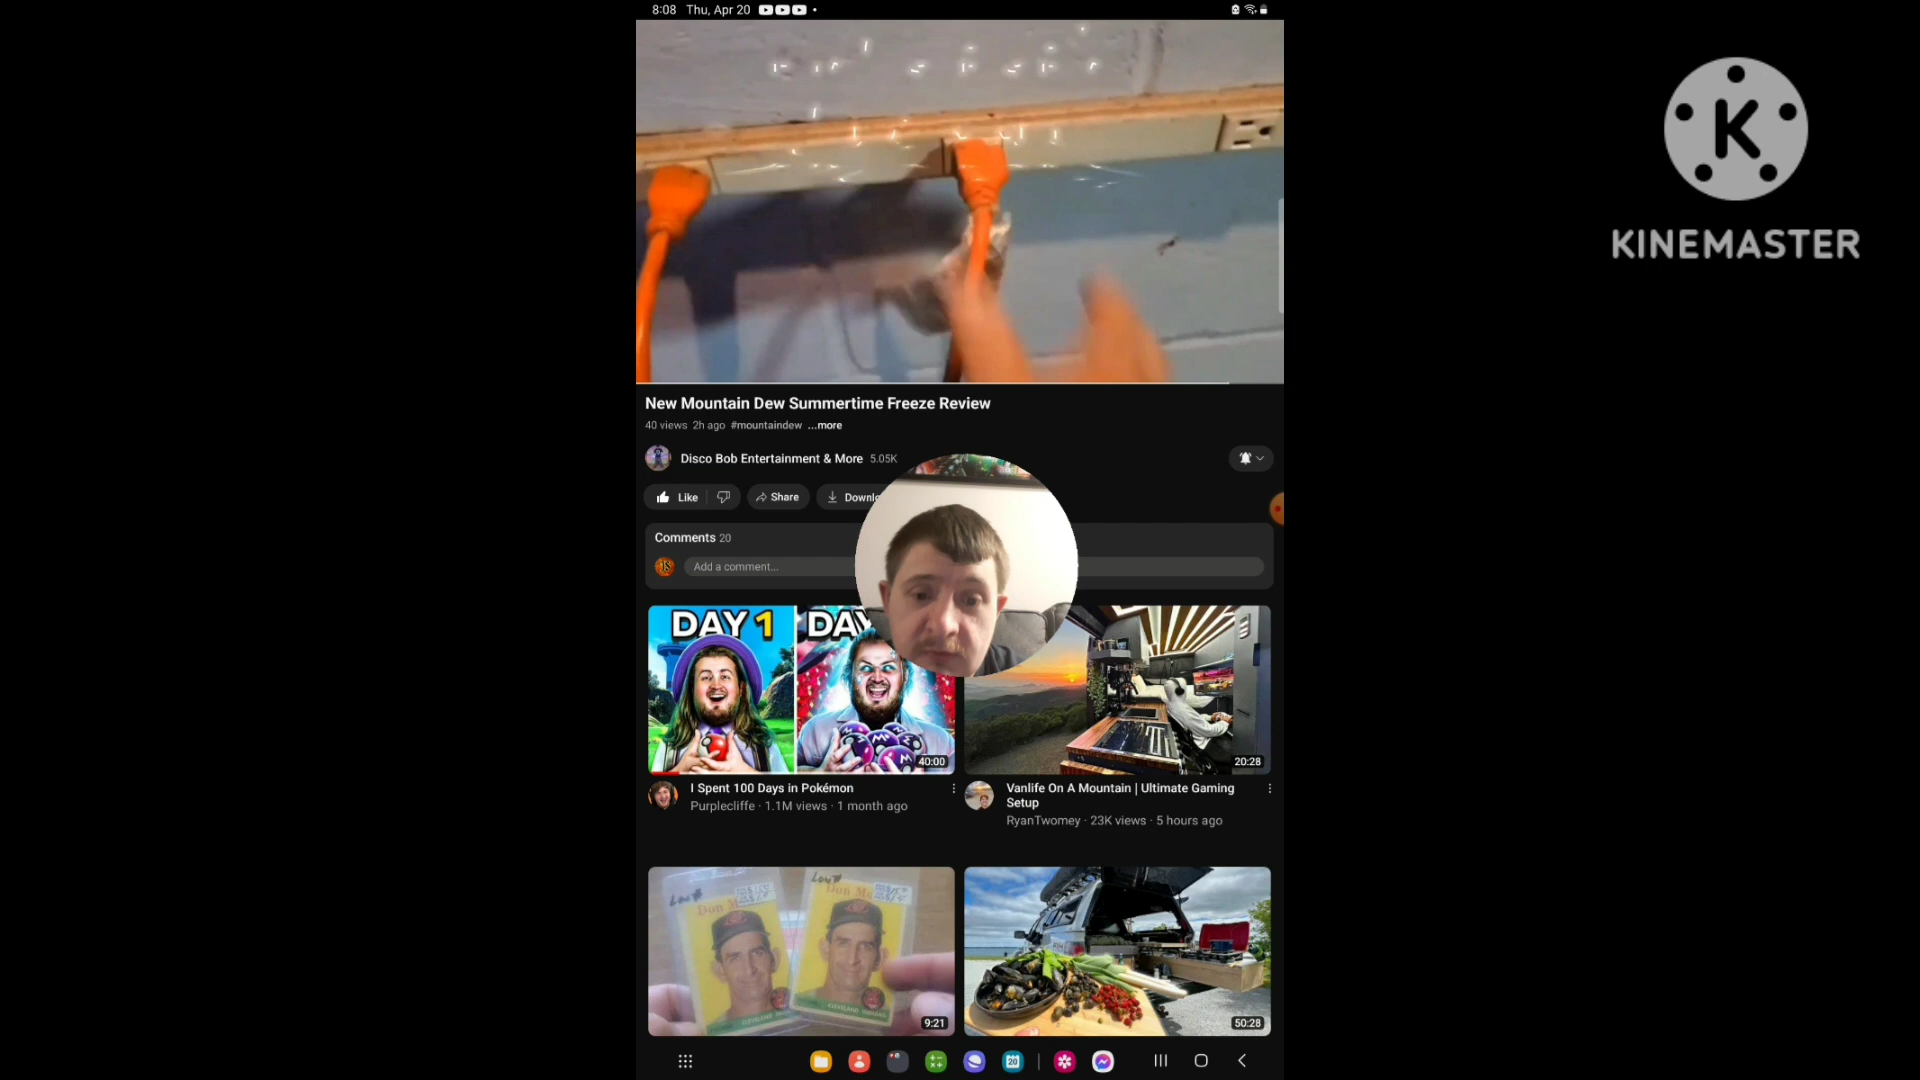 8:08 Thu, Apr 20
K
KINEMASTER
New Mountain Dew Summertime Freeze Review
40 views 2h ago #mountaindew ...more
Disco Bob Entertainment & More 5.05K
Like
Share
Comments 20
Add a comment...
DAY 1
40:00
20:28
I Spent 100 Days in Pokémon
Purplecliffe · 1.1M views · 1 month ago
Vanlife On A Mountain | Ultimate Gaming
Setup
RyanTwomey · 23K views · 5 hours ago
9:21
50:28
20